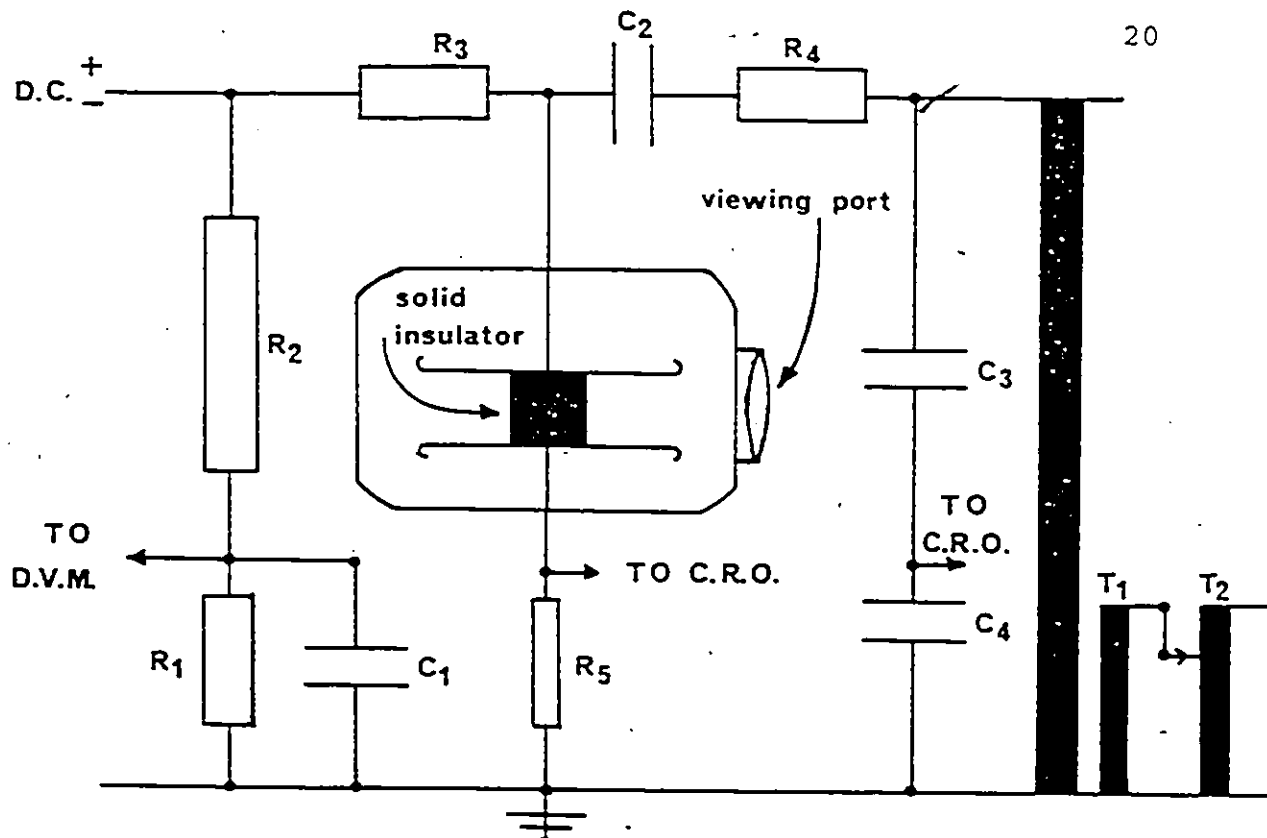 20
C2
R3
R4
D.C. + −
viewing port
solid
insulator
R2
C3
TO
D.V.M.
TO C.R.O.
TO
C.R.O.
T1
T2
R1
C1
R5
C4